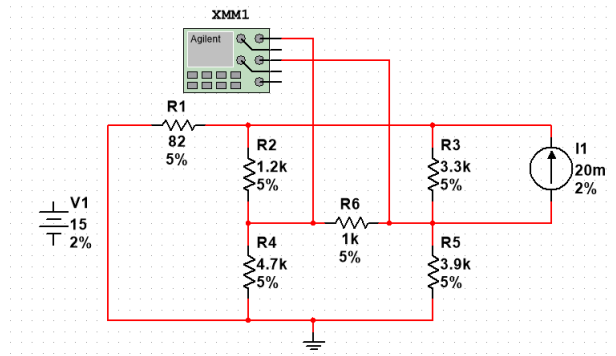 XMM1
Agilent
R1
82
5%
R2
1.2k
5%
R3
3.3k
5%
I1
20m
2%
V1
15
2%
R6
1k
5%
R4
4.7k
5%
R5
3.9k
5%